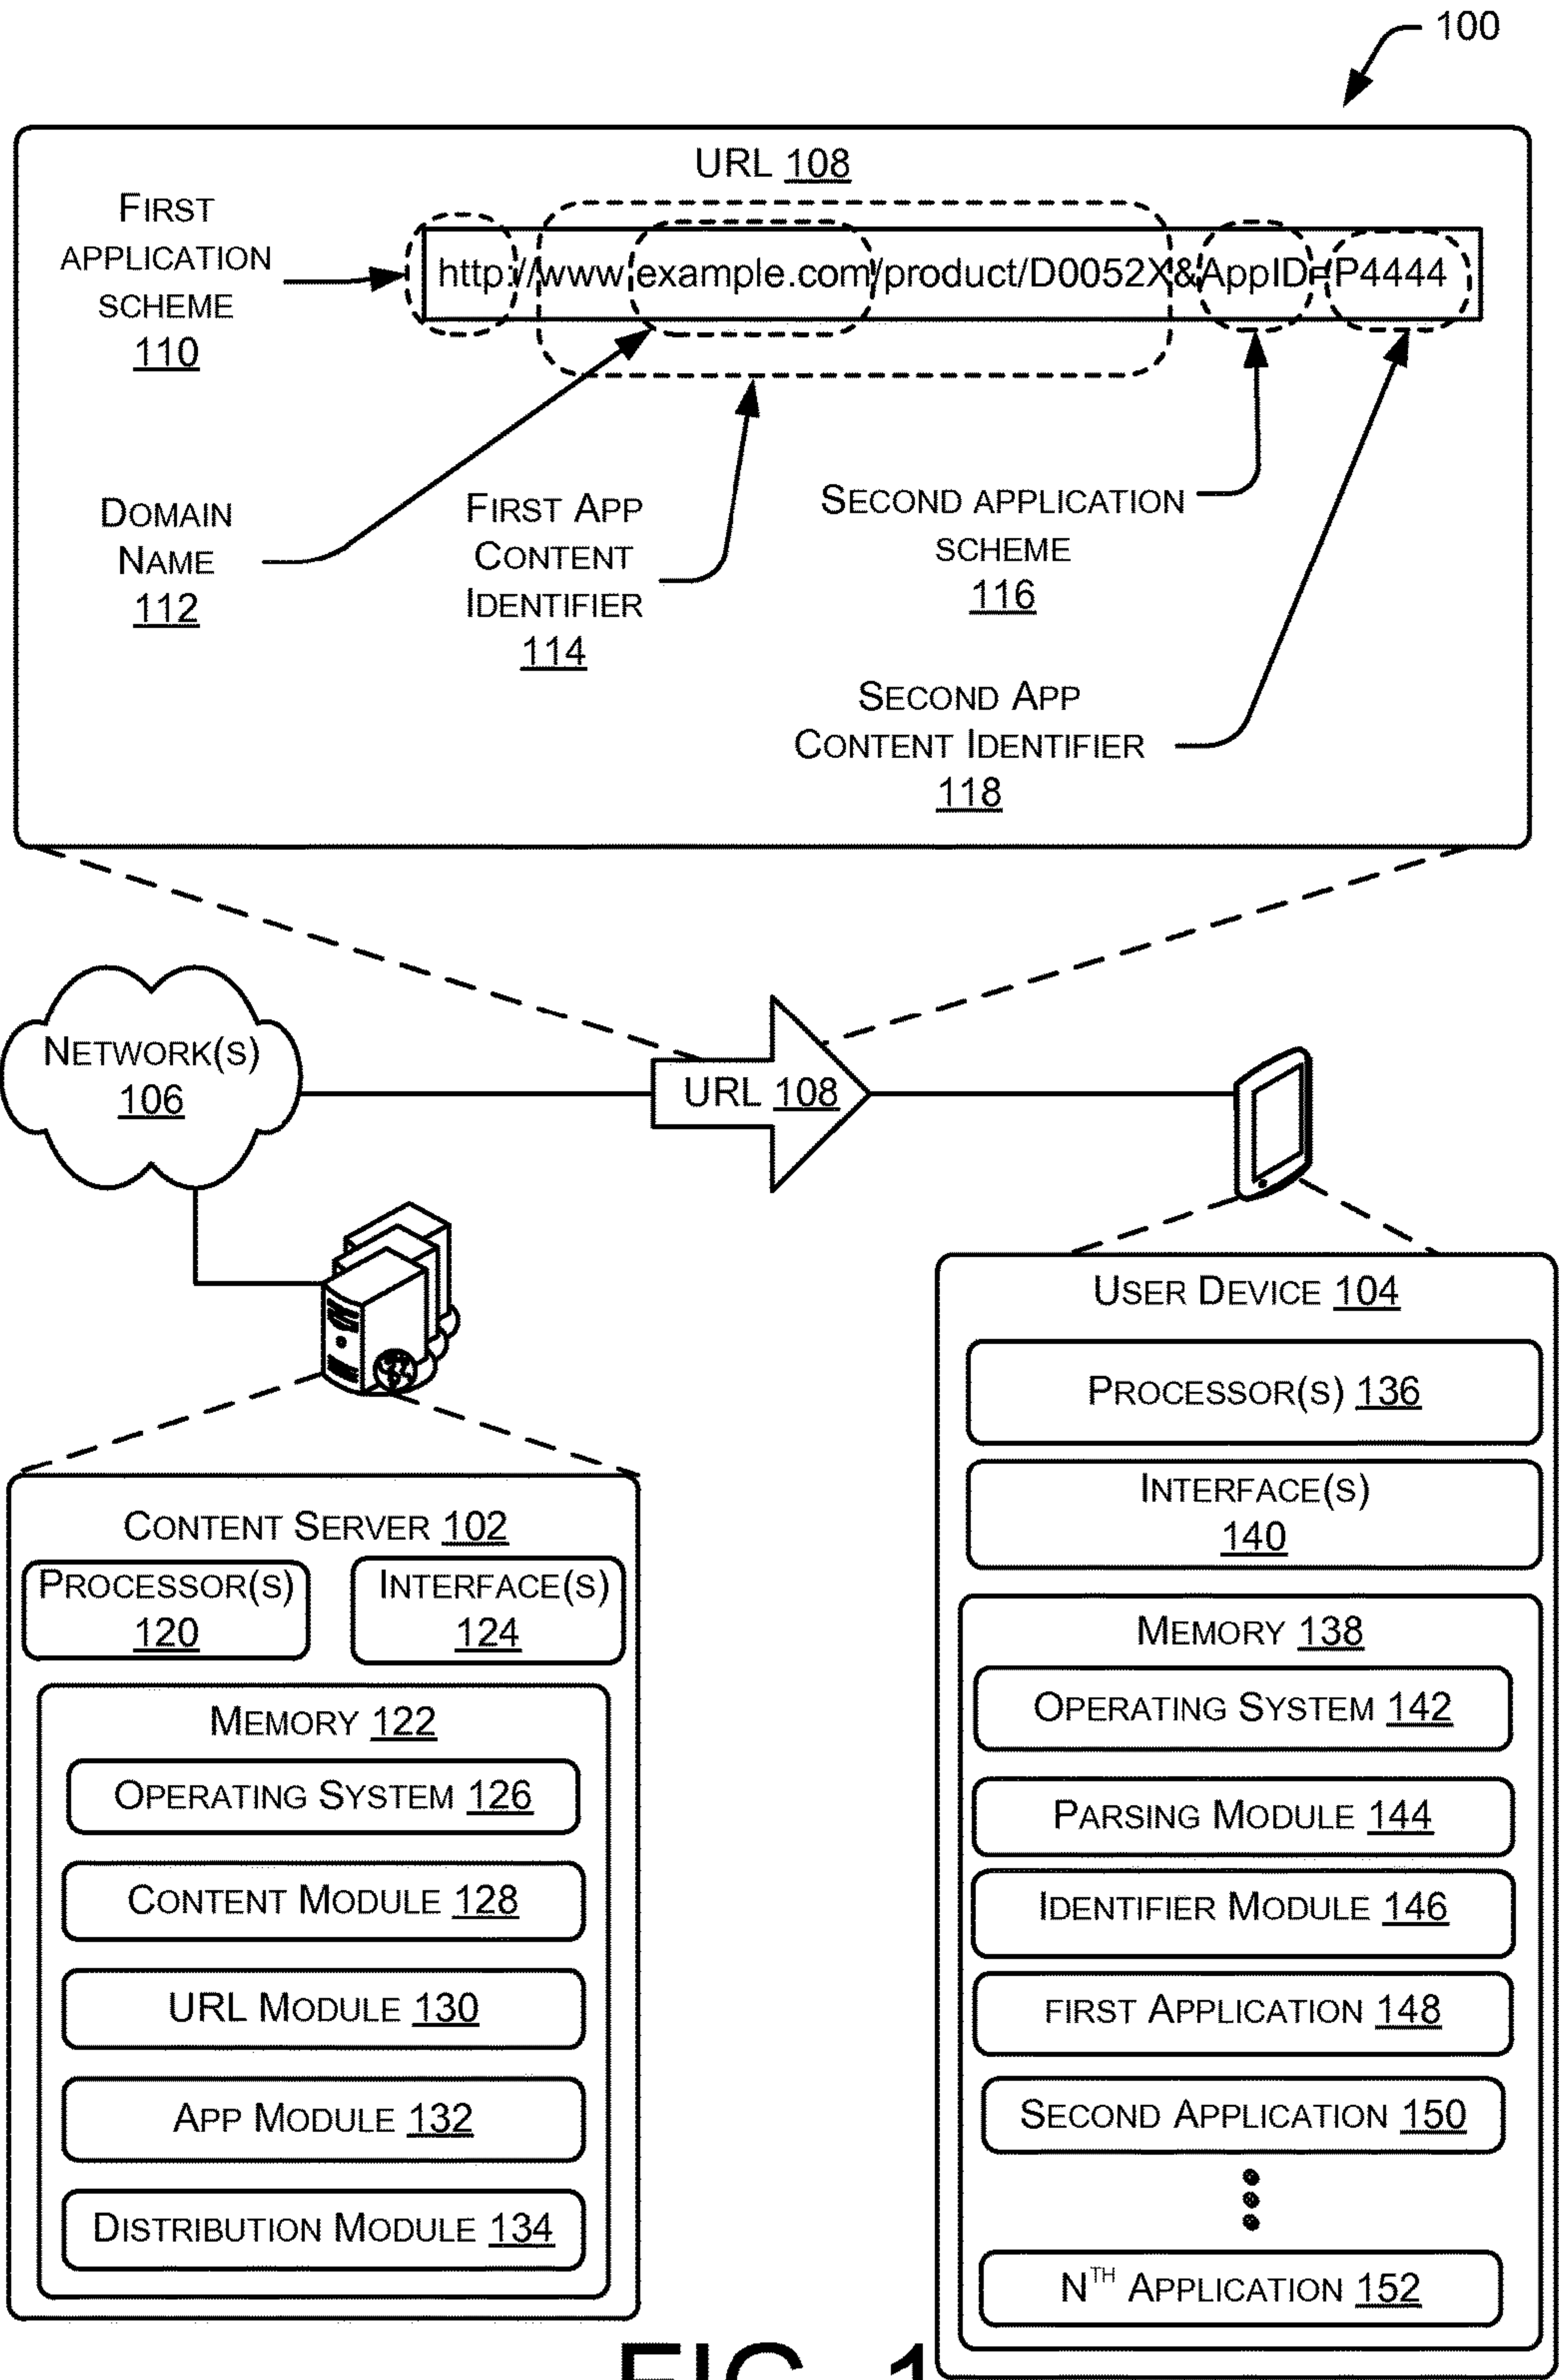 100
URL 108
First
application
scheme
110
http://www.example.com/product/D0052X&AppID=P4444
Domain
Name
112
First App
Content
Identifier
114
Second application
scheme
116
Second App
Content Identifier
118
Network(s)
106
URL 108
User Device 104
Processor(s) 136
Interface(s)
140
Memory 138
Operating System 142
Parsing Module 144
Identifier Module 146
first Application 148
Second Application 150
Nth Application 152
Content Server 102
Processor(s)
120
Interface(s)
124
Memory 122
Operating System 126
Content Module 128
URL Module 130
App Module 132
Distribution Module 134
FIG. 1